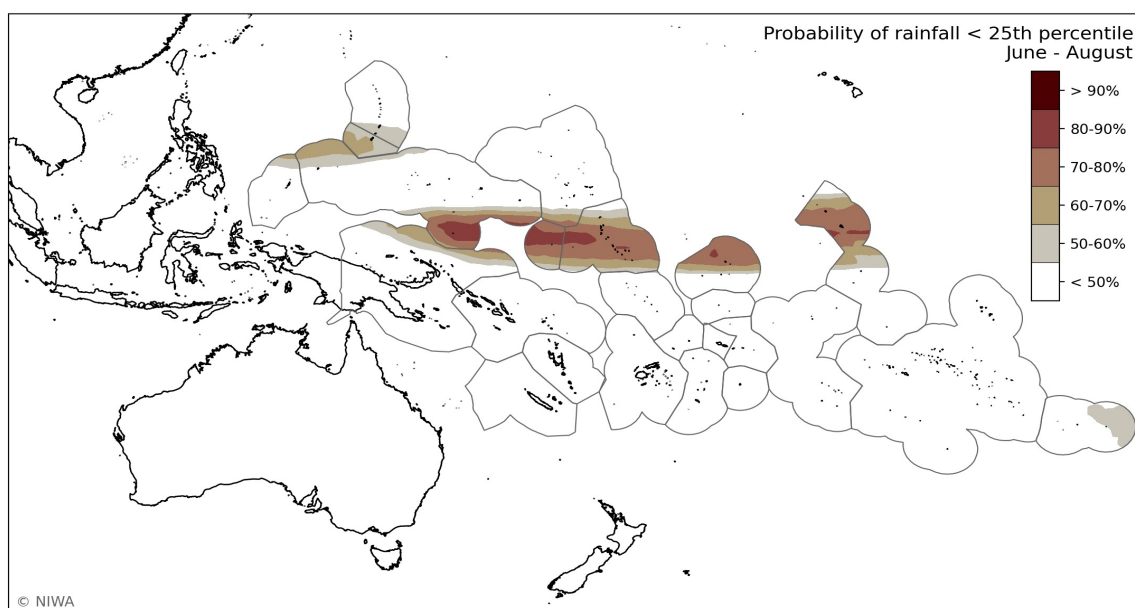 Probability of rainfall < 25th percentile
June - August
> 90%
80-90%
70-80%
60-70%
50-60%
< 50%
© NIWA